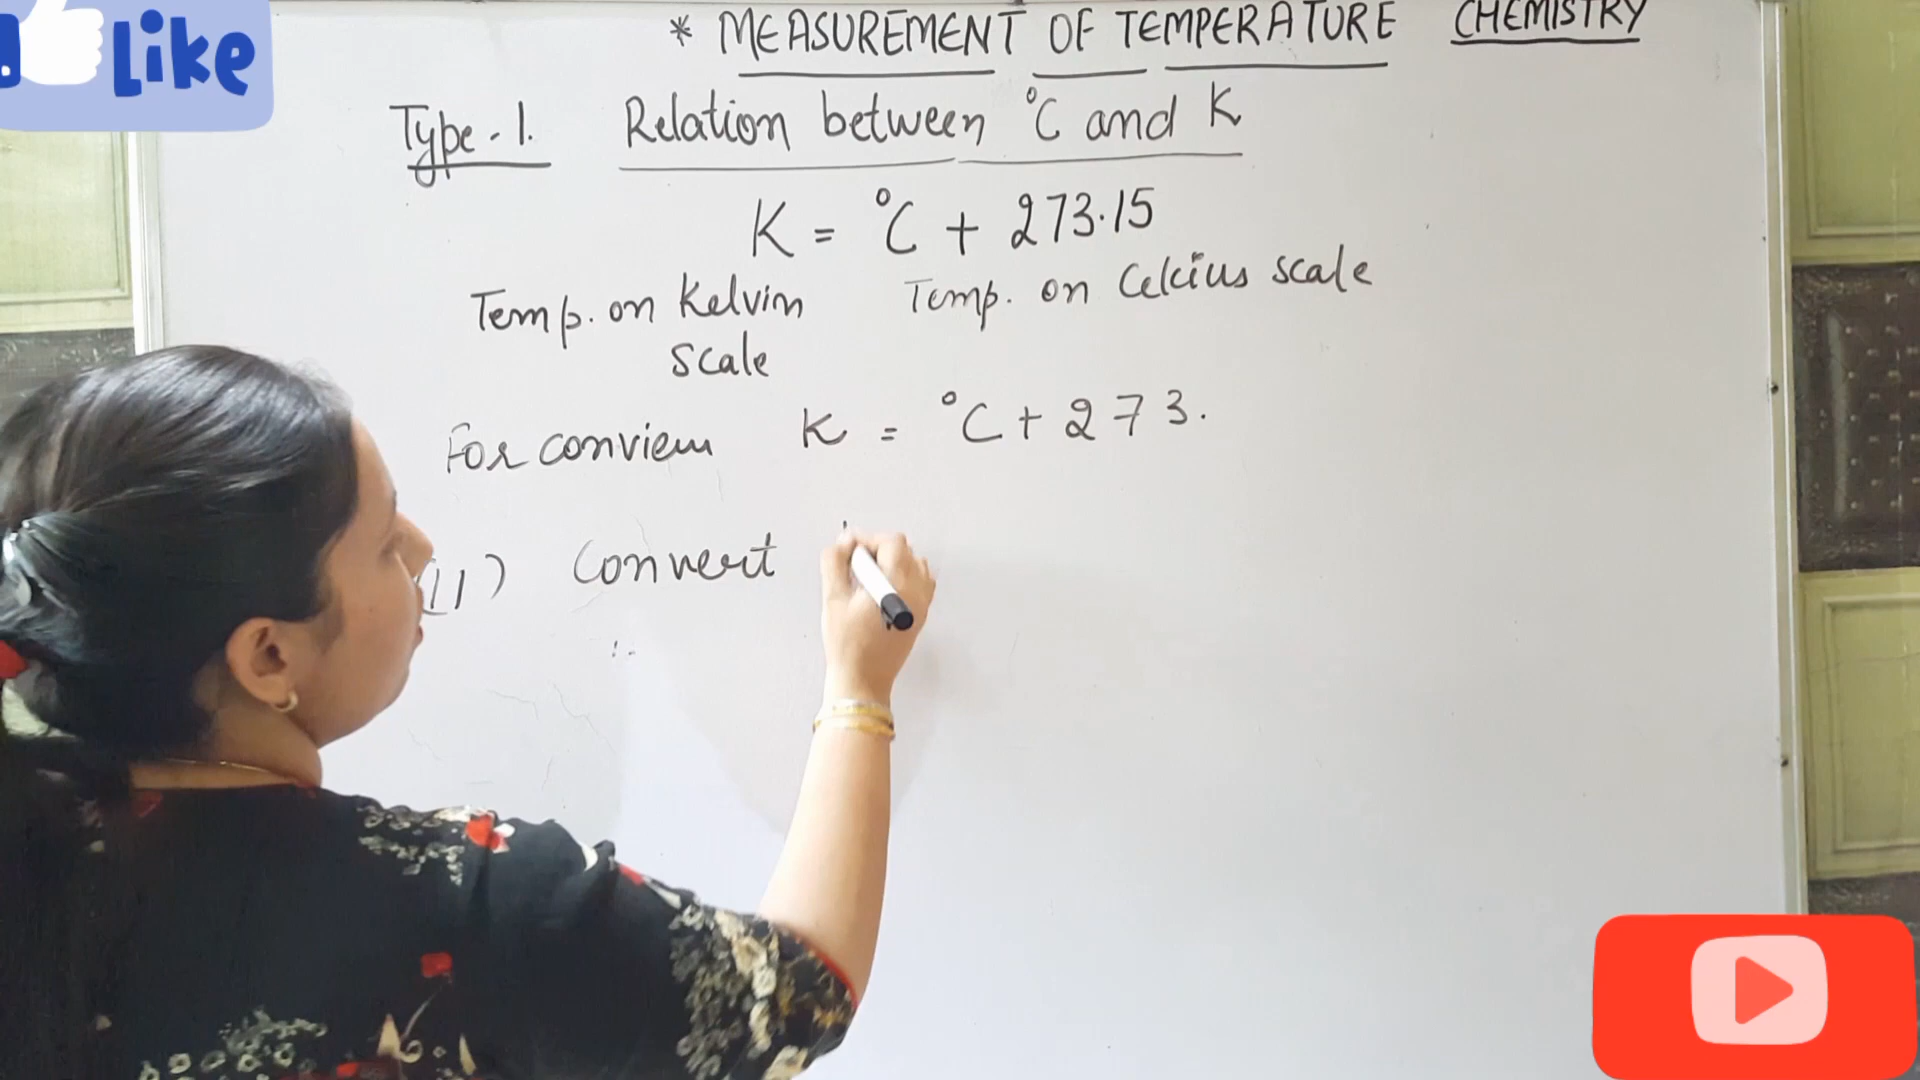 Like
* MEASUREMENT OF TEMPERATURE CHEMISTRY
Type-1. Relation between °C and K
K = °C + 273.15
Temp. on Kelvin scale
Temp. on Celcius scale
For conview K = °C + 273.
(1) Convert